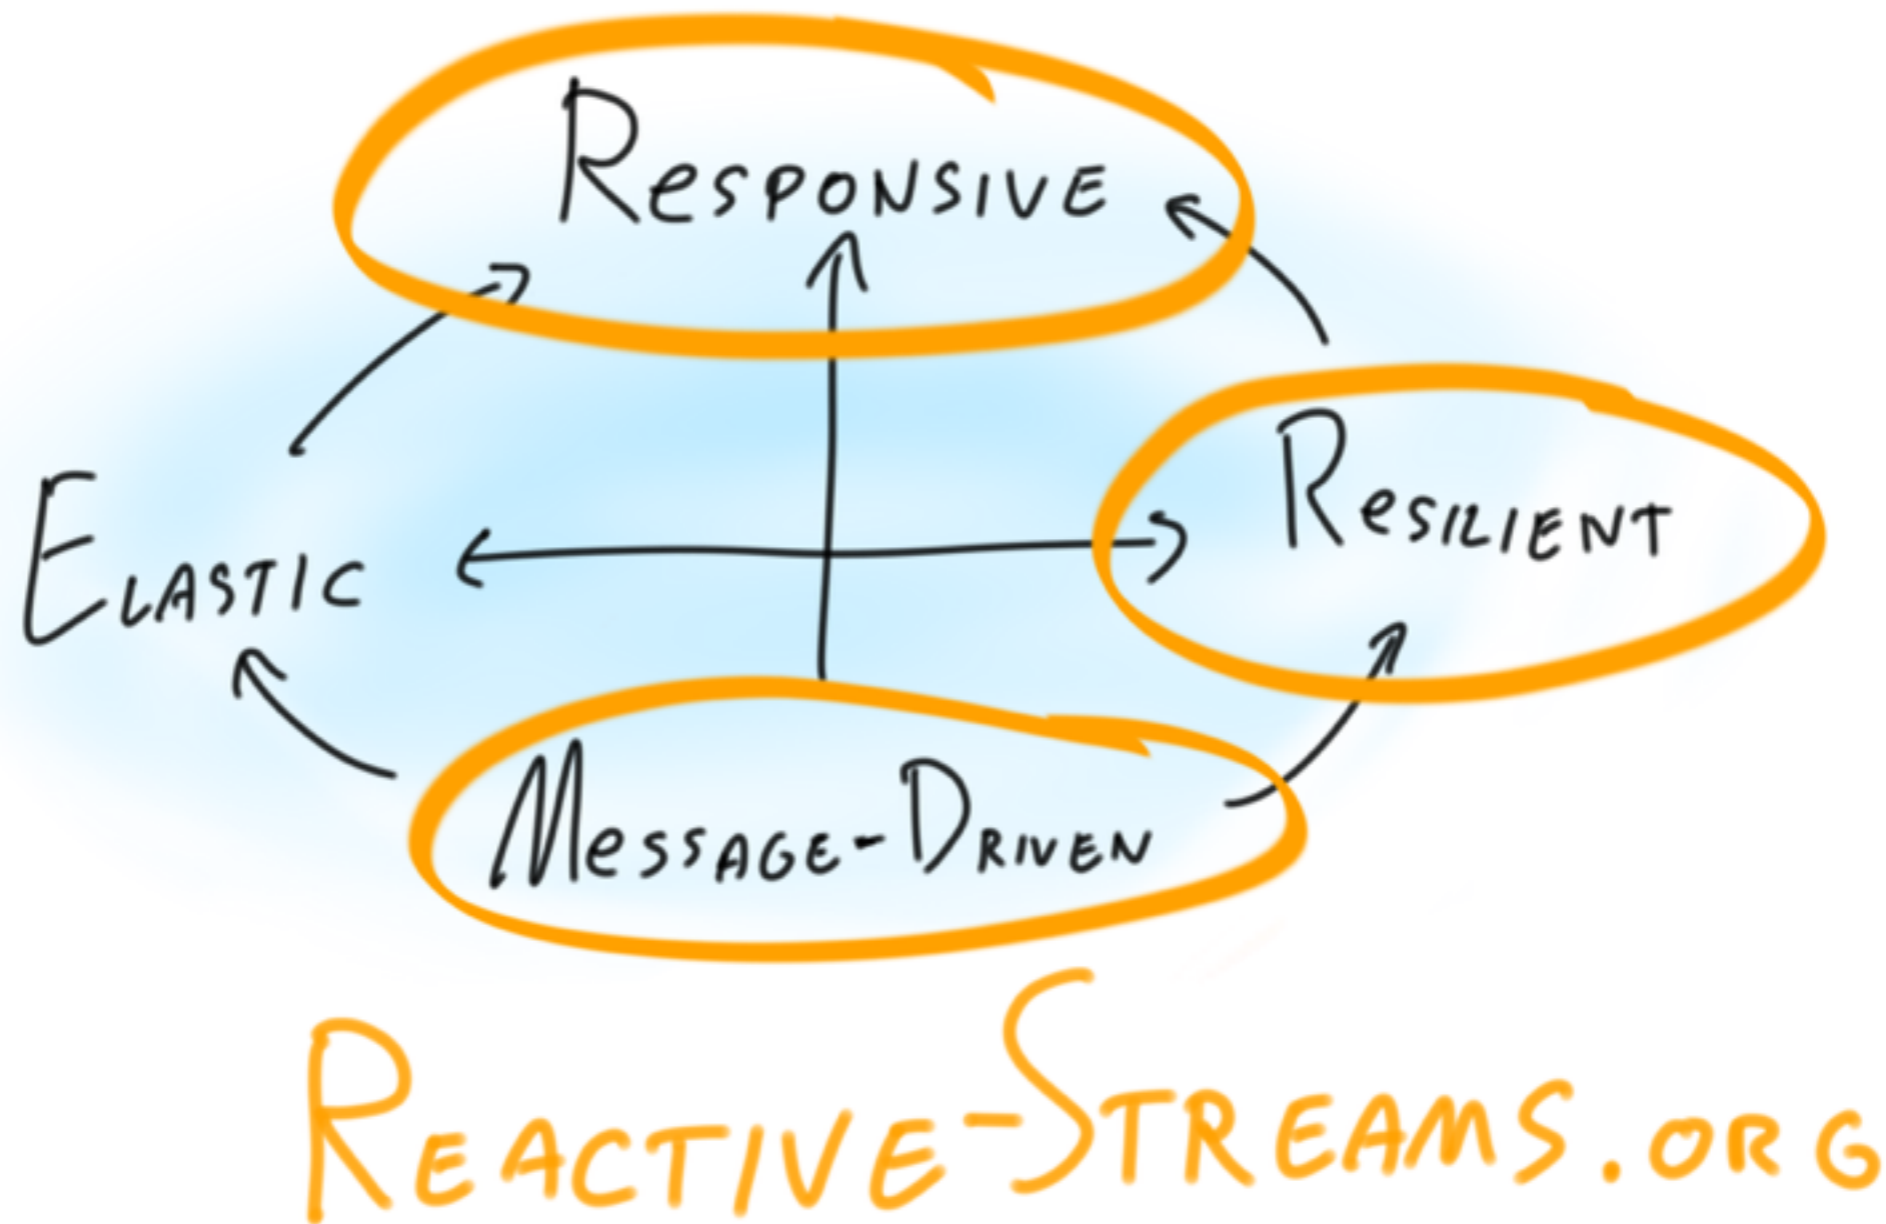 Responsive
Resilient
Elastic
Message-Driven
Reactive-Streams.org